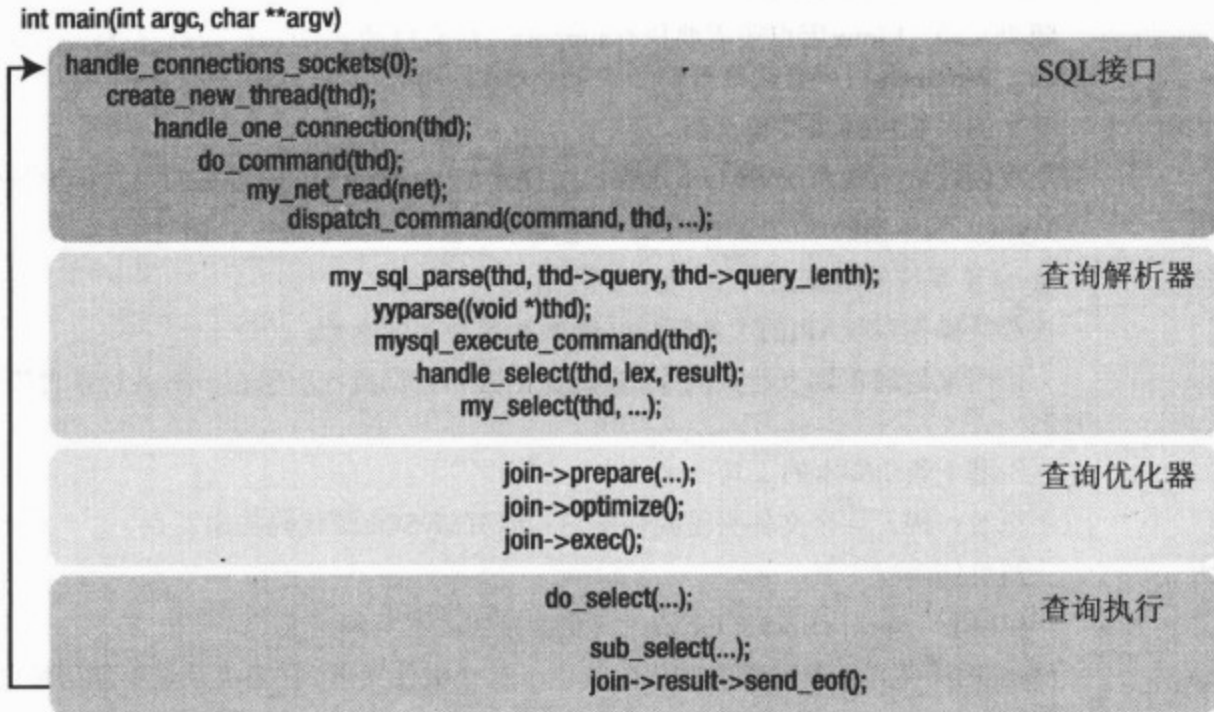 int main(int argc, char **argv)
handle_connections_sockets(0); SQL接口
create_new_thread(thd);
handle_one_connection(thd);
do_command(thd);
my_net_read(net);
dispatch_command(command, thd, ...);
my_sql_parse(thd, thd->query, thd->query_lenth); 查询解析器
yyparse((void *)thd);
mysql_execute_command(thd);
handle_select(thd, lex, result);
my_select(thd, ...);
join->prepare(...); 查询优化器
join->optimize();
join->exec();
do_select(...); 查询执行
sub_select(...);
join->result->send_eof();